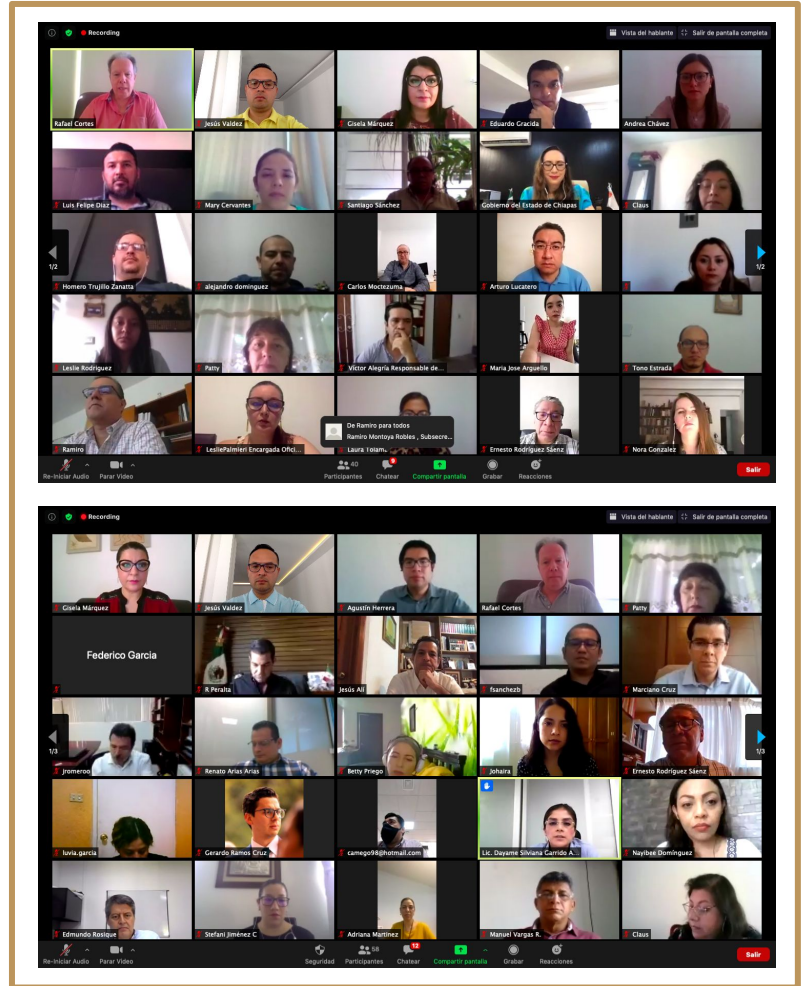 Recording
Vista del hablante
Salir de pantalla completa
Rafael Cortes
Jesús Valdez
Gisela Márquez
Eduardo Gracida
Andrea Chávez
Luis Felipe Diaz
Mary Cervantes
Santiago Sánchez
Gobierno del Estado de Chiapas
Claus
1/2
1/2
Homero Trujillo Zanatta
alejandro dominguez
Carlos Moctezuma
Arturo Lucatero
Leslie Rodriguez
Patty
Víctor Alegría Responsable de...
Maria Jose Arguello
Tono Estrada
De Ramiro para todos
Ramiro Montoya Robles , Subsecre...
Ramiro
LesliePalmieri Encargada Ofici...
Laura
Ernesto Rodríguez Sáenz
Nora Gonzalez
40
9
Re-Iniciar Audio
Parar Video
Participantes
Chatear
Compartir pantalla
Grabar
Reacciones
Salir
Recording
Vista del hablante
Salir de pantalla completa
Gisela Márquez
Jesús Valdez
Agustín Herrera
Rafael Cortes
Patty
Federico Garcia
R Peralta
Jesús Alí
fsanchezb
Marciano Cruz
1/3
1/3
Jromeroo
Renato Arias Arias
Betty Priego
Johaira
Ernesto Rodríguez Sáenz
luvia.garcia
Gerardo Ramos Cruz
camego98@hotmail.com
Lic. Dayame Silviana Garrido A...
Nayibee Domínguez
Edmundo Rosique
Stefani Jiménez C
Adriana Martínez
Manuel Vargas R.
Claus
58
12
Re-Iniciar Audio
Parar Video
Seguridad
Participantes
Chatear
Compartir pantalla
Grabar
Reacciones
Salir